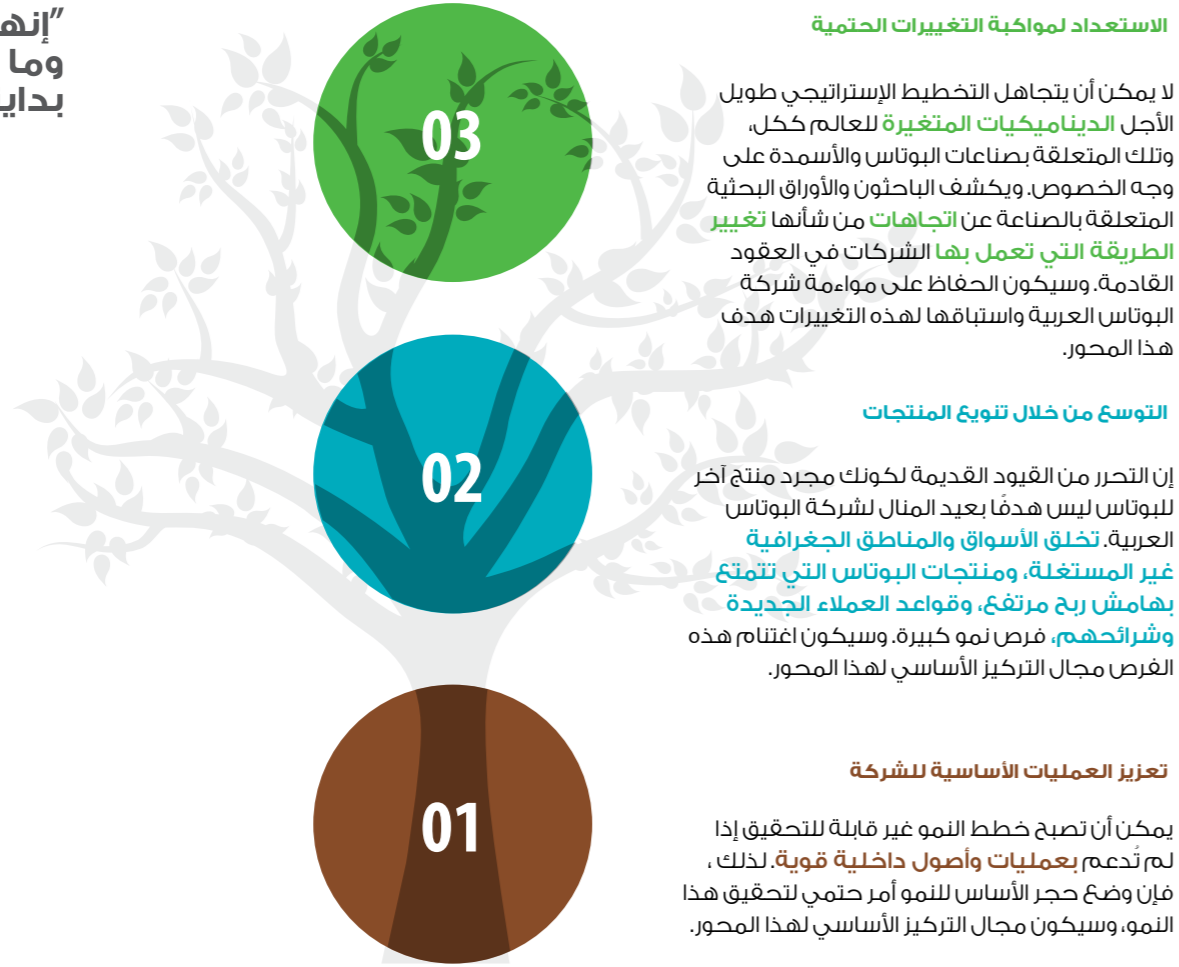 "إنه
وما
بداي
الاستعداد لمواكبة التغييرات الحتمية
لا يمكن أن يتجاهل التخطيط الإستراتيجي طويل
الأجل الديناميكيات المتغيرة للعالم ككل،
وتلك المتعلقة بصناعات البوتاس والأسمدة على
وجه الخصوص. ويكشف الباحثون والأوراق البحثية
المتعلقة بالصناعة عن اتجاهات من شأنها تغيير
الطريقة التي تعمل بها الشركات في العقود
القادمة. وسيكون الحفاظ على مواءمة شركة
البوتاس العربية واستباقها لهذه التغييرات هدف
هذا المحور.
03
التوسع من خلال تنويع المنتجات
إن التحرر من القيود القديمة لكونك مجرد منتج آخر
للبوتاس ليس هدفًا بعيد المنال لشركة البوتاس
العربية. تخلق الأسواق والمناطق الجغرافية
غير المستغلة، ومنتجات البوتاس التي تتمتع
بهامش ربح مرتفع، وقواعد العملاء الجديدة
وشرائحهم، فرص نمو كبيرة. وسيكون اغتنام هذه
الفرص مجال التركيز الأساسي لهذا المحور.
02
تعزيز العمليات الأساسية للشركة
يمكن أن تصبح خطط النمو غير قابلة للتحقيق إذا
لم تُدعم بعمليات وأصول داخلية قوية. لذلك ،
فإن وضع حجر الأساس للنمو أمر حتمي لتحقيق هذا
النمو، وسيكون مجال التركيز الأساسي لهذا المحور.
01